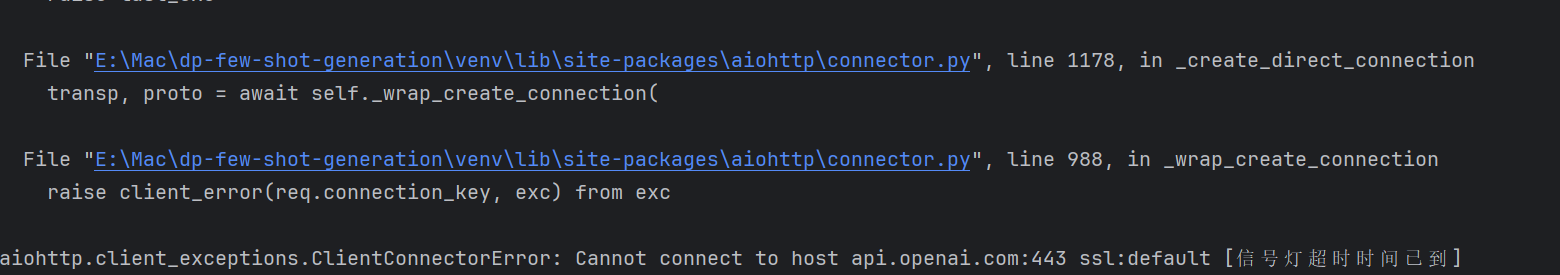 File "E:\Mac\dp-few-shot-generation\venv\lib\site-packages\aiohttp\connector.py", line 1178, in _create_direct_connection
transp, proto = await self._wrap_create_connection(
File "E:\Mac\dp-few-shot-generation\venv\lib\site-packages\aiohttp\connector.py", line 988, in _wrap_create_connection
raise client_error(req.connection_key, exc) from exc
aiohttp.client_exceptions.ClientConnectorError: Cannot connect to host api.openai.com:443 ssl:default [信号灯超时时间已到]